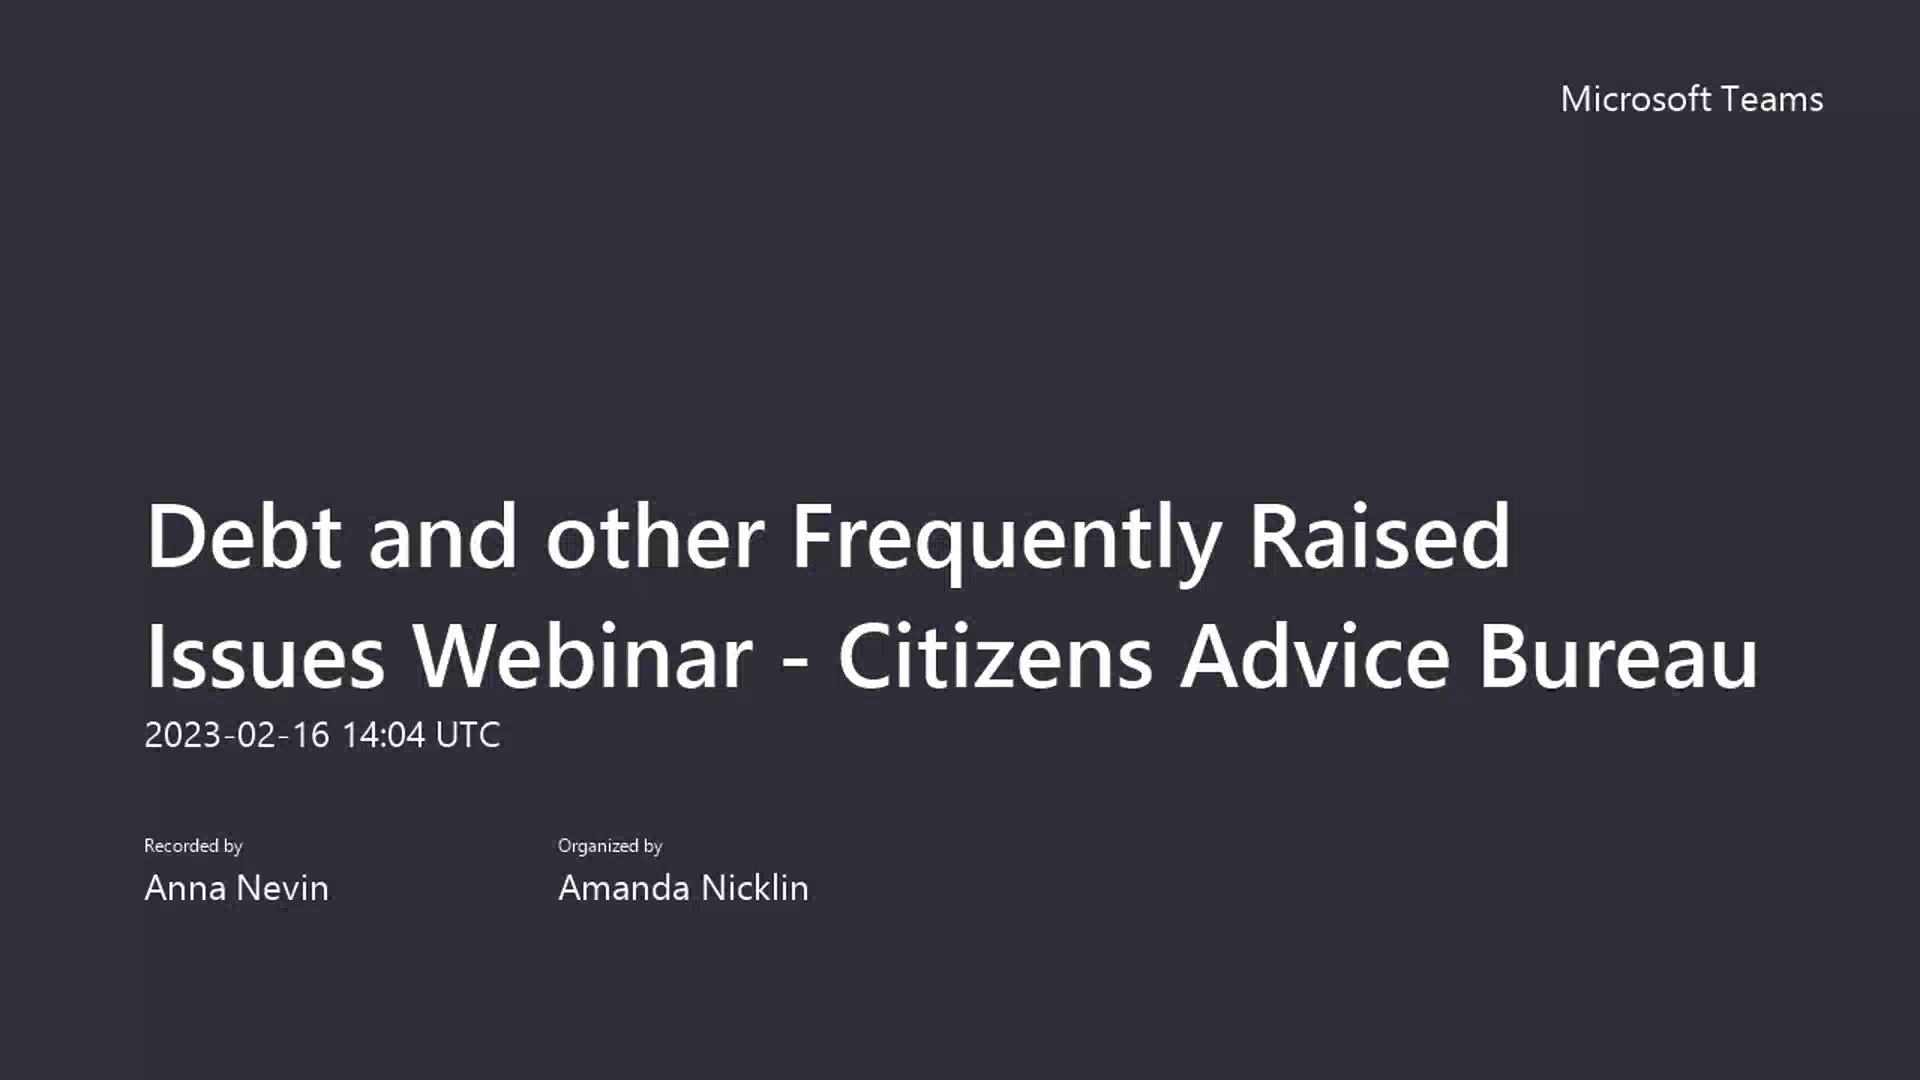 Microsoft Teams
Debt and other Frequently Raised
Issues Webinar - Citizens Advice Bureau
2023-02-16 14:04 UTC
Recorded by
Anna Nevin
Organized by
Amanda Nicklin